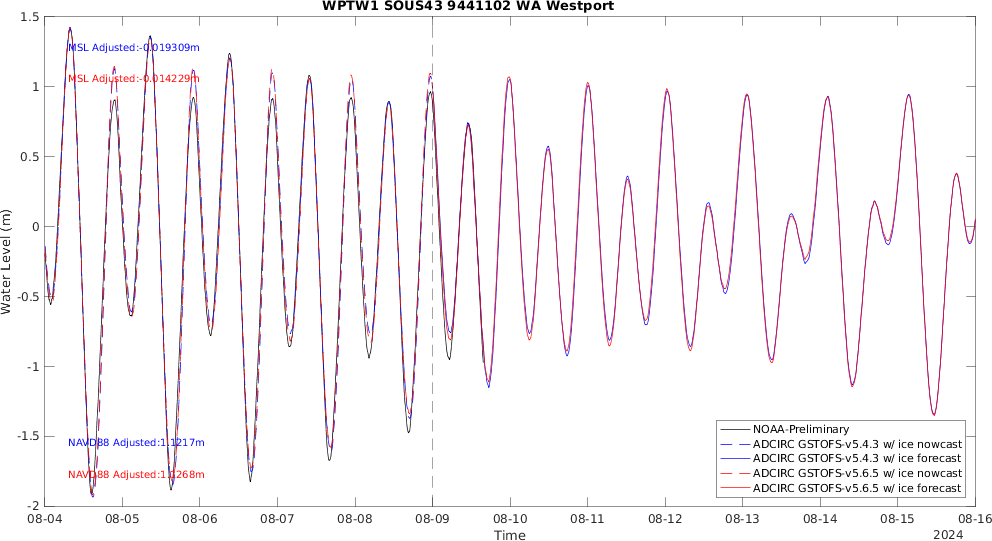 WPTW1 SOUS43 9441102 WA Westport
Water Level (m)
1.5
1
0.5
0
-0.5
-1
-1.5
-2
MSL Adjusted:-0.019309m
MSL Adjusted:-0.014229m
NAVD88 Adjusted:1.1217m
NAVD88 Adjusted:1.1268m
NOAA-Preliminary
ADCIRC GSTOFS-v5.4.3 w/ ice nowcast
ADCIRC GSTOFS-v5.4.3 w/ ice forecast
ADCIRC GSTOFS-v5.6.5 w/ ice nowcast
ADCIRC GSTOFS-v5.6.5 w/ ice forecast
08-04 08-05 08-06 08-07 08-08 08-09 08-10 08-11 08-12 08-13 08-14 08-15 08-16
Time
2024